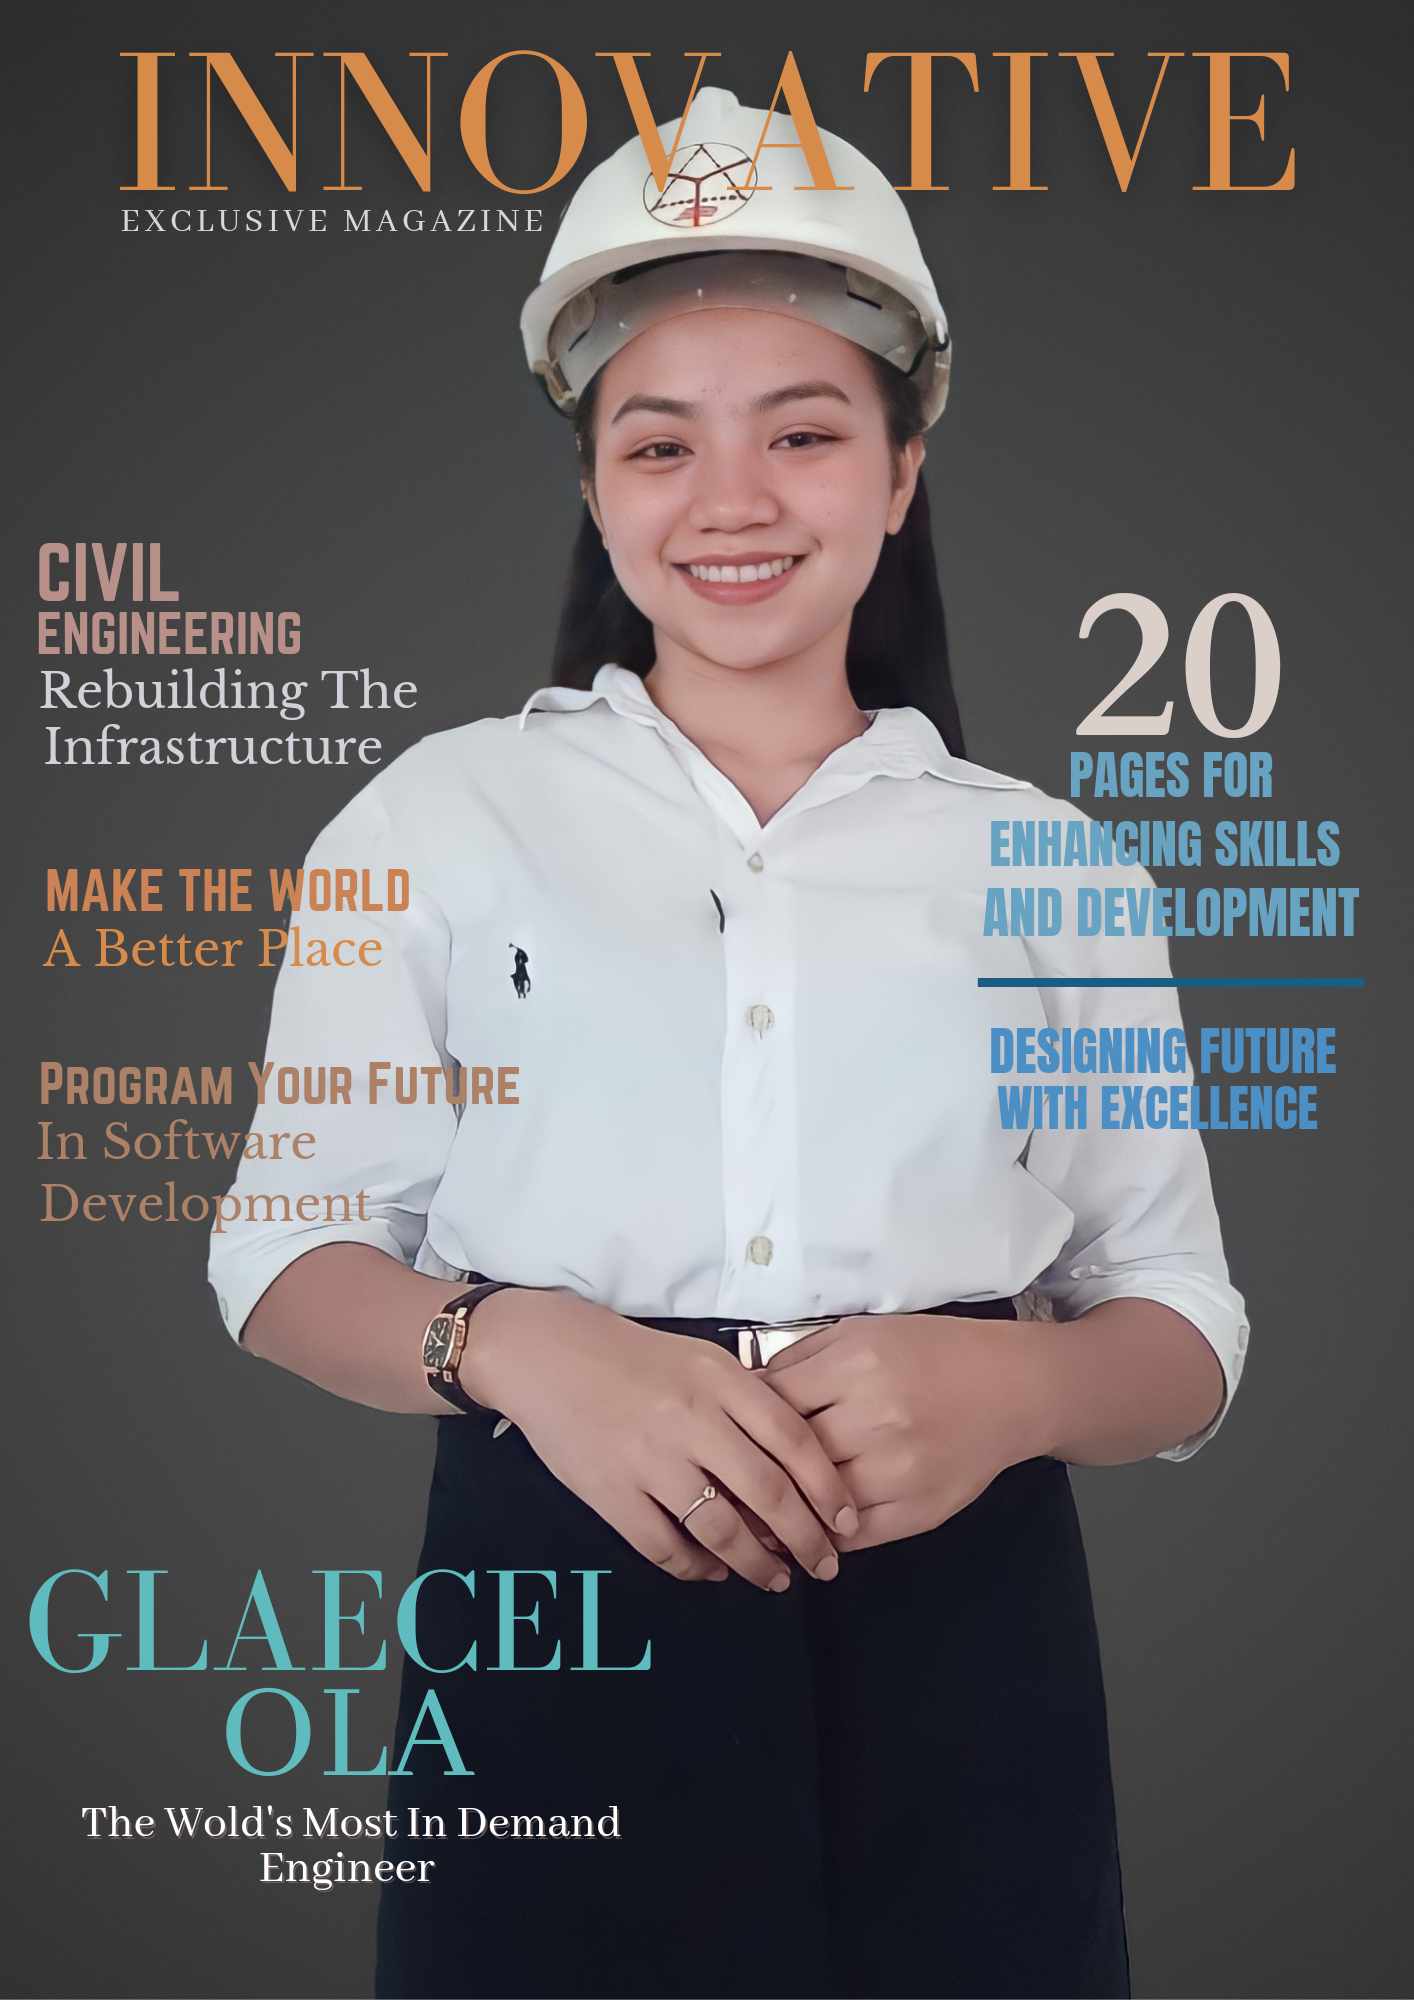 INNOVATIVE
EXCLUSIVE MAGAZINE
CIVIL
ENGINEERING
Rebuilding The
Infrastructure
MAKE THE WORLD
A Better Place
PROGRAM YOUR FUTURE
In Software
Development
20
PAGES FOR
ENHANCING SKILLS
AND DEVELOPMENT
DESIGNING FUTURE
WITH EXCELLENCE
GLAECEL
OLA
The Wold's Most In Demand
Engineer